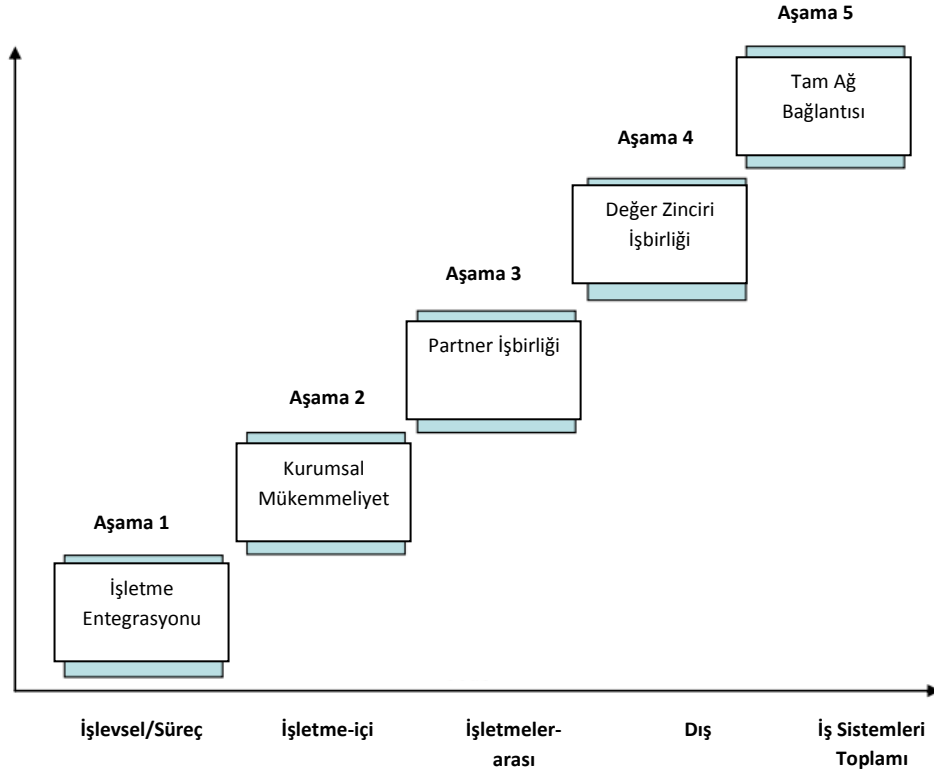 Aşama 5
Tam Ağ
Bağlantısı
Aşama 4
Değer Zinciri
İşbirliği
Aşama 3
Partner İşbirliği
Aşama 2
Kurumsal
Mükemmeliyet
Aşama 1
İşletme
Entegrasyonu
İşlevsel/Süreç
İşletme-içi
İşletmeler-
arası
Dış
İş Sistemleri
Toplamı